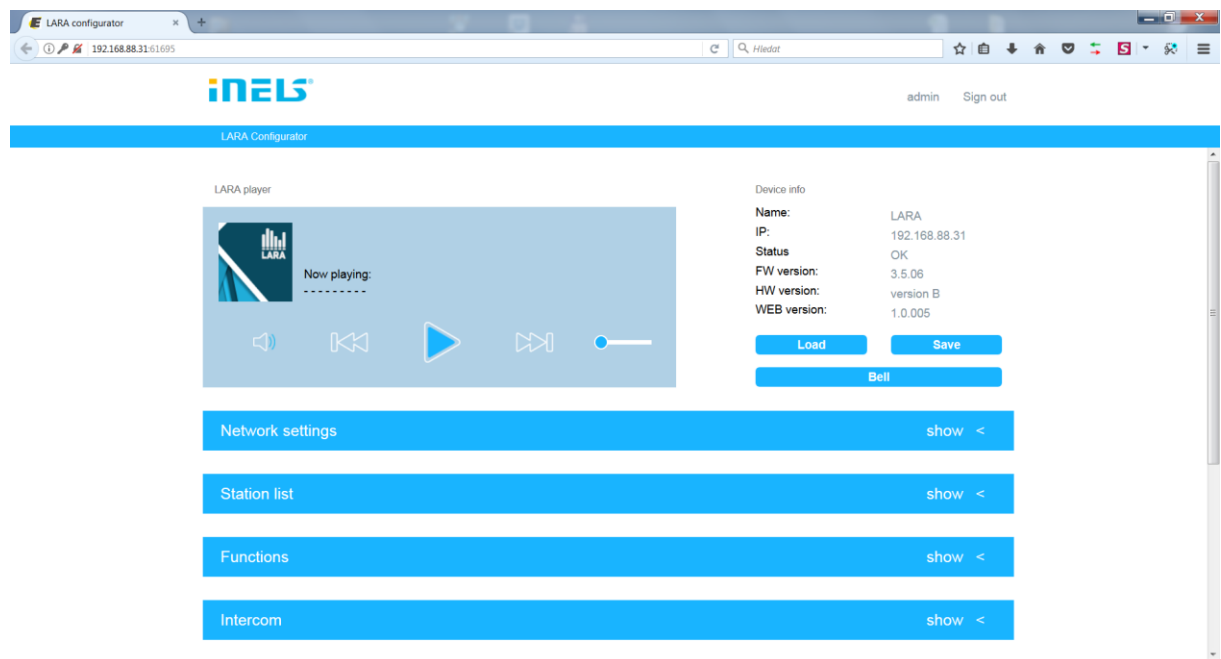 LARA configurator
192.168.88.31:61695
Hledat
iNELS
admin Sign out
LARA Configurator
LARA player
LARA
Now playing:
- - - - - - - - -
Device info
Name: LARA
IP: 192.168.88.31
Status OK
FW version: 3.5.06
HW version: version B
WEB version: 1.0.005
Load Save
Bell
Network settings show <
Station list show <
Functions show <
Intercom show <